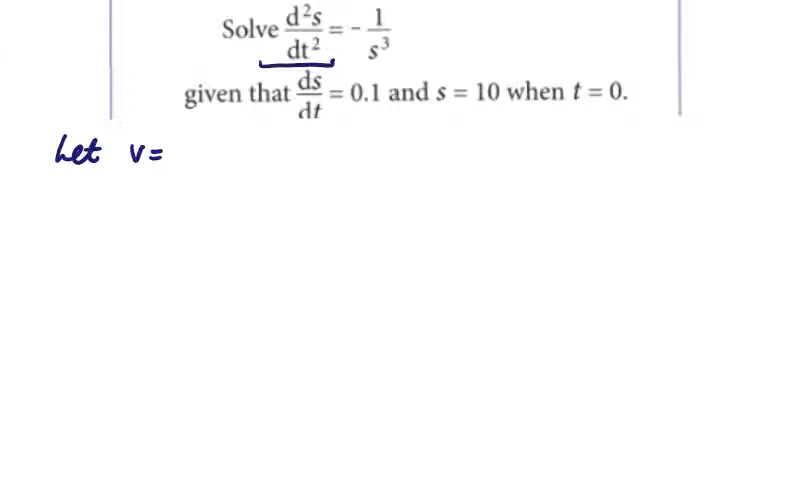 Solve d²s/dt² = - 1/s³
given that ds/dt = 0.1 and s = 10 when t = 0.
Let v=